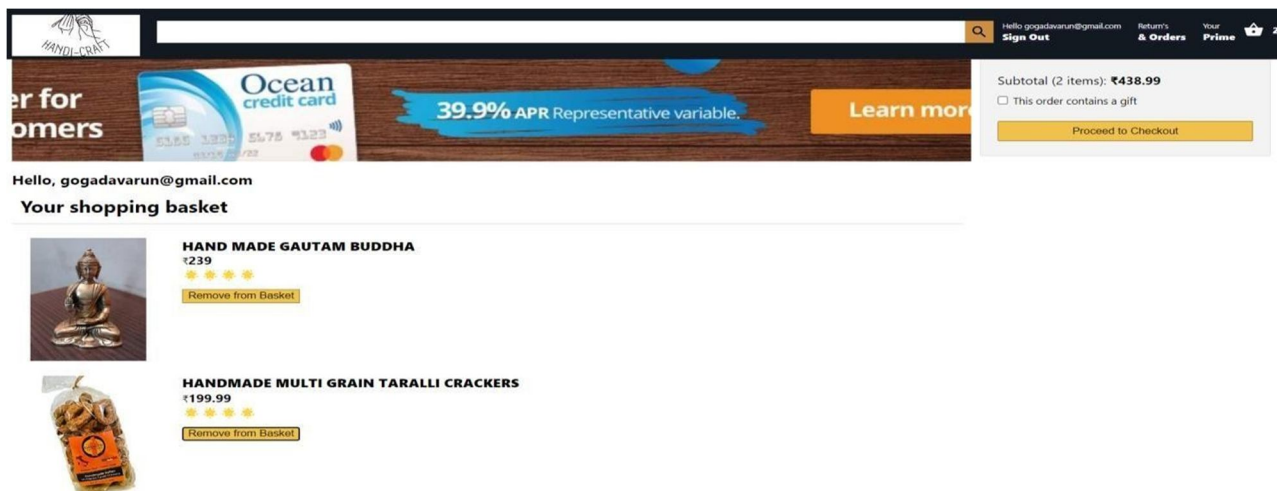 HANDI-CRAFT
Hello gogadavarun@gmail.com
Sign Out
Return's
& Orders
Your
Prime
er for
omers
Ocean
credit card
5678 9123
39.9% APR Representative variable.
Learn mor
Subtotal (2 items): ₹438.99
This order contains a gift
Proceed to Checkout
Hello, gogadavarun@gmail.com
Your shopping basket
HAND MADE GAUTAM BUDDHA
₹239
Remove from Basket
HANDMADE MULTI GRAIN TARALLI CRACKERS
₹199.99
Remove from Basket